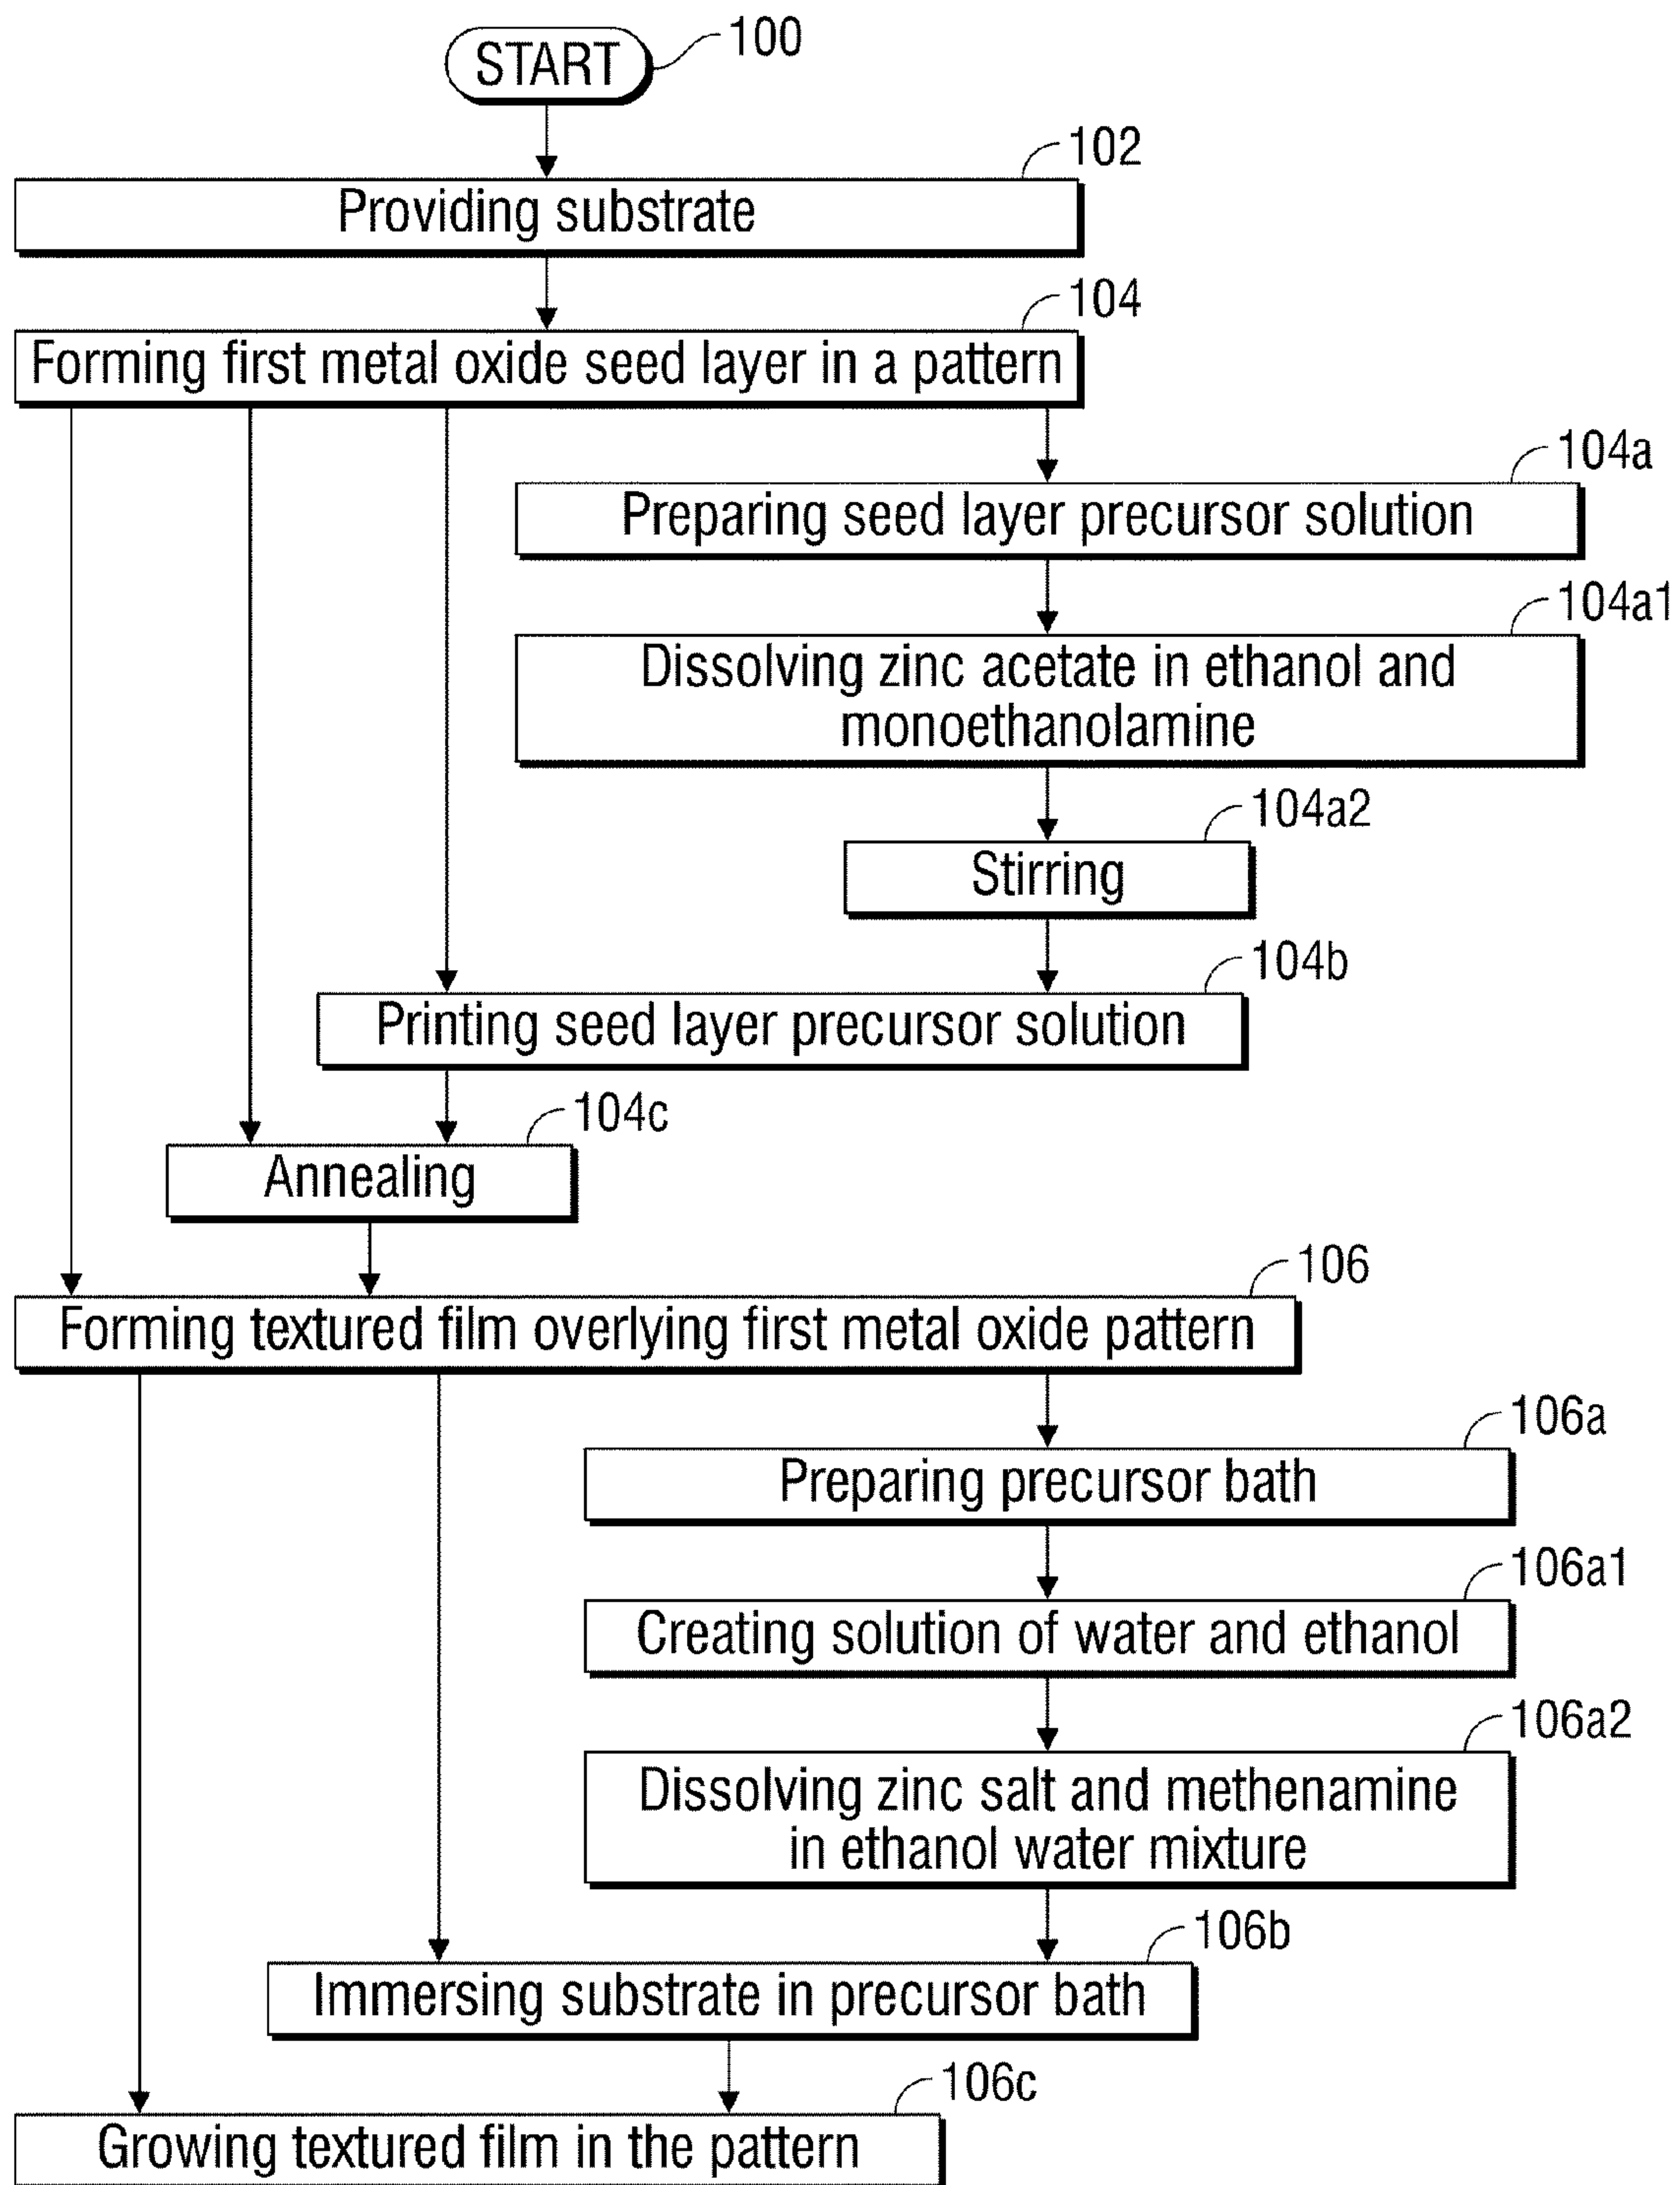 START
100
102
Providing substrate
104
Forming first metal oxide seed layer in a pattern
104a
Preparing seed layer precursor solution
104a1
Dissolving zinc acetate in ethanol and
monoethanolamine
104a2
Stirring
104b
Printing seed layer precursor solution
104c
Annealing
106
Forming textured film overlying first metal oxide pattern
106a
Preparing precursor bath
106a1
Creating solution of water and ethanol
106a2
Dissolving zinc salt and methenamine
in ethanol water mixture
106b
Immersing substrate in precursor bath
106c
Growing textured film in the pattern